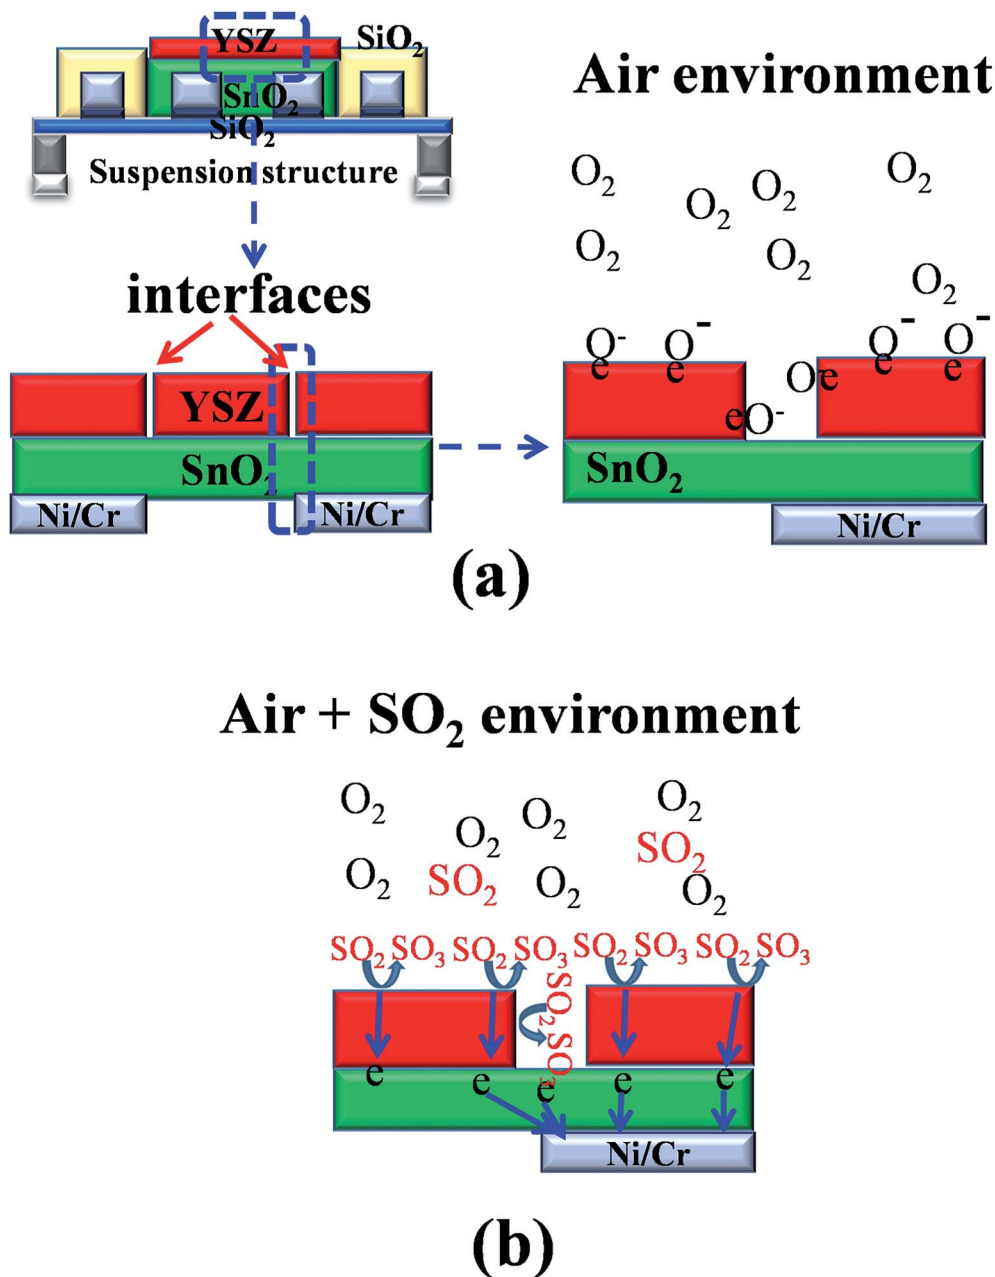 YSZ
SiO₂
SnO₂
SiO₂
Suspension structure
interfaces
YSZ
SnO₂
Ni/Cr
Ni/Cr
Air environment
O₂
O₂
O₂
O₂
O₂
O₂
O₂
O⁻
O⁻
O⁻
O⁻
e
e
e
e
Oe
eO⁻
SnO₂
Ni/Cr
(a)
Air + SO₂ environment
O₂
O₂
O₂
O₂
SO₂
O₂
SO₂
O₂
O₂
SO₂ SO₃ SO₂ SO₃ SO₂ SO₃ SO₂ SO₃
SO₂ SO₃
e
e
e
e
e
Ni/Cr
(b)